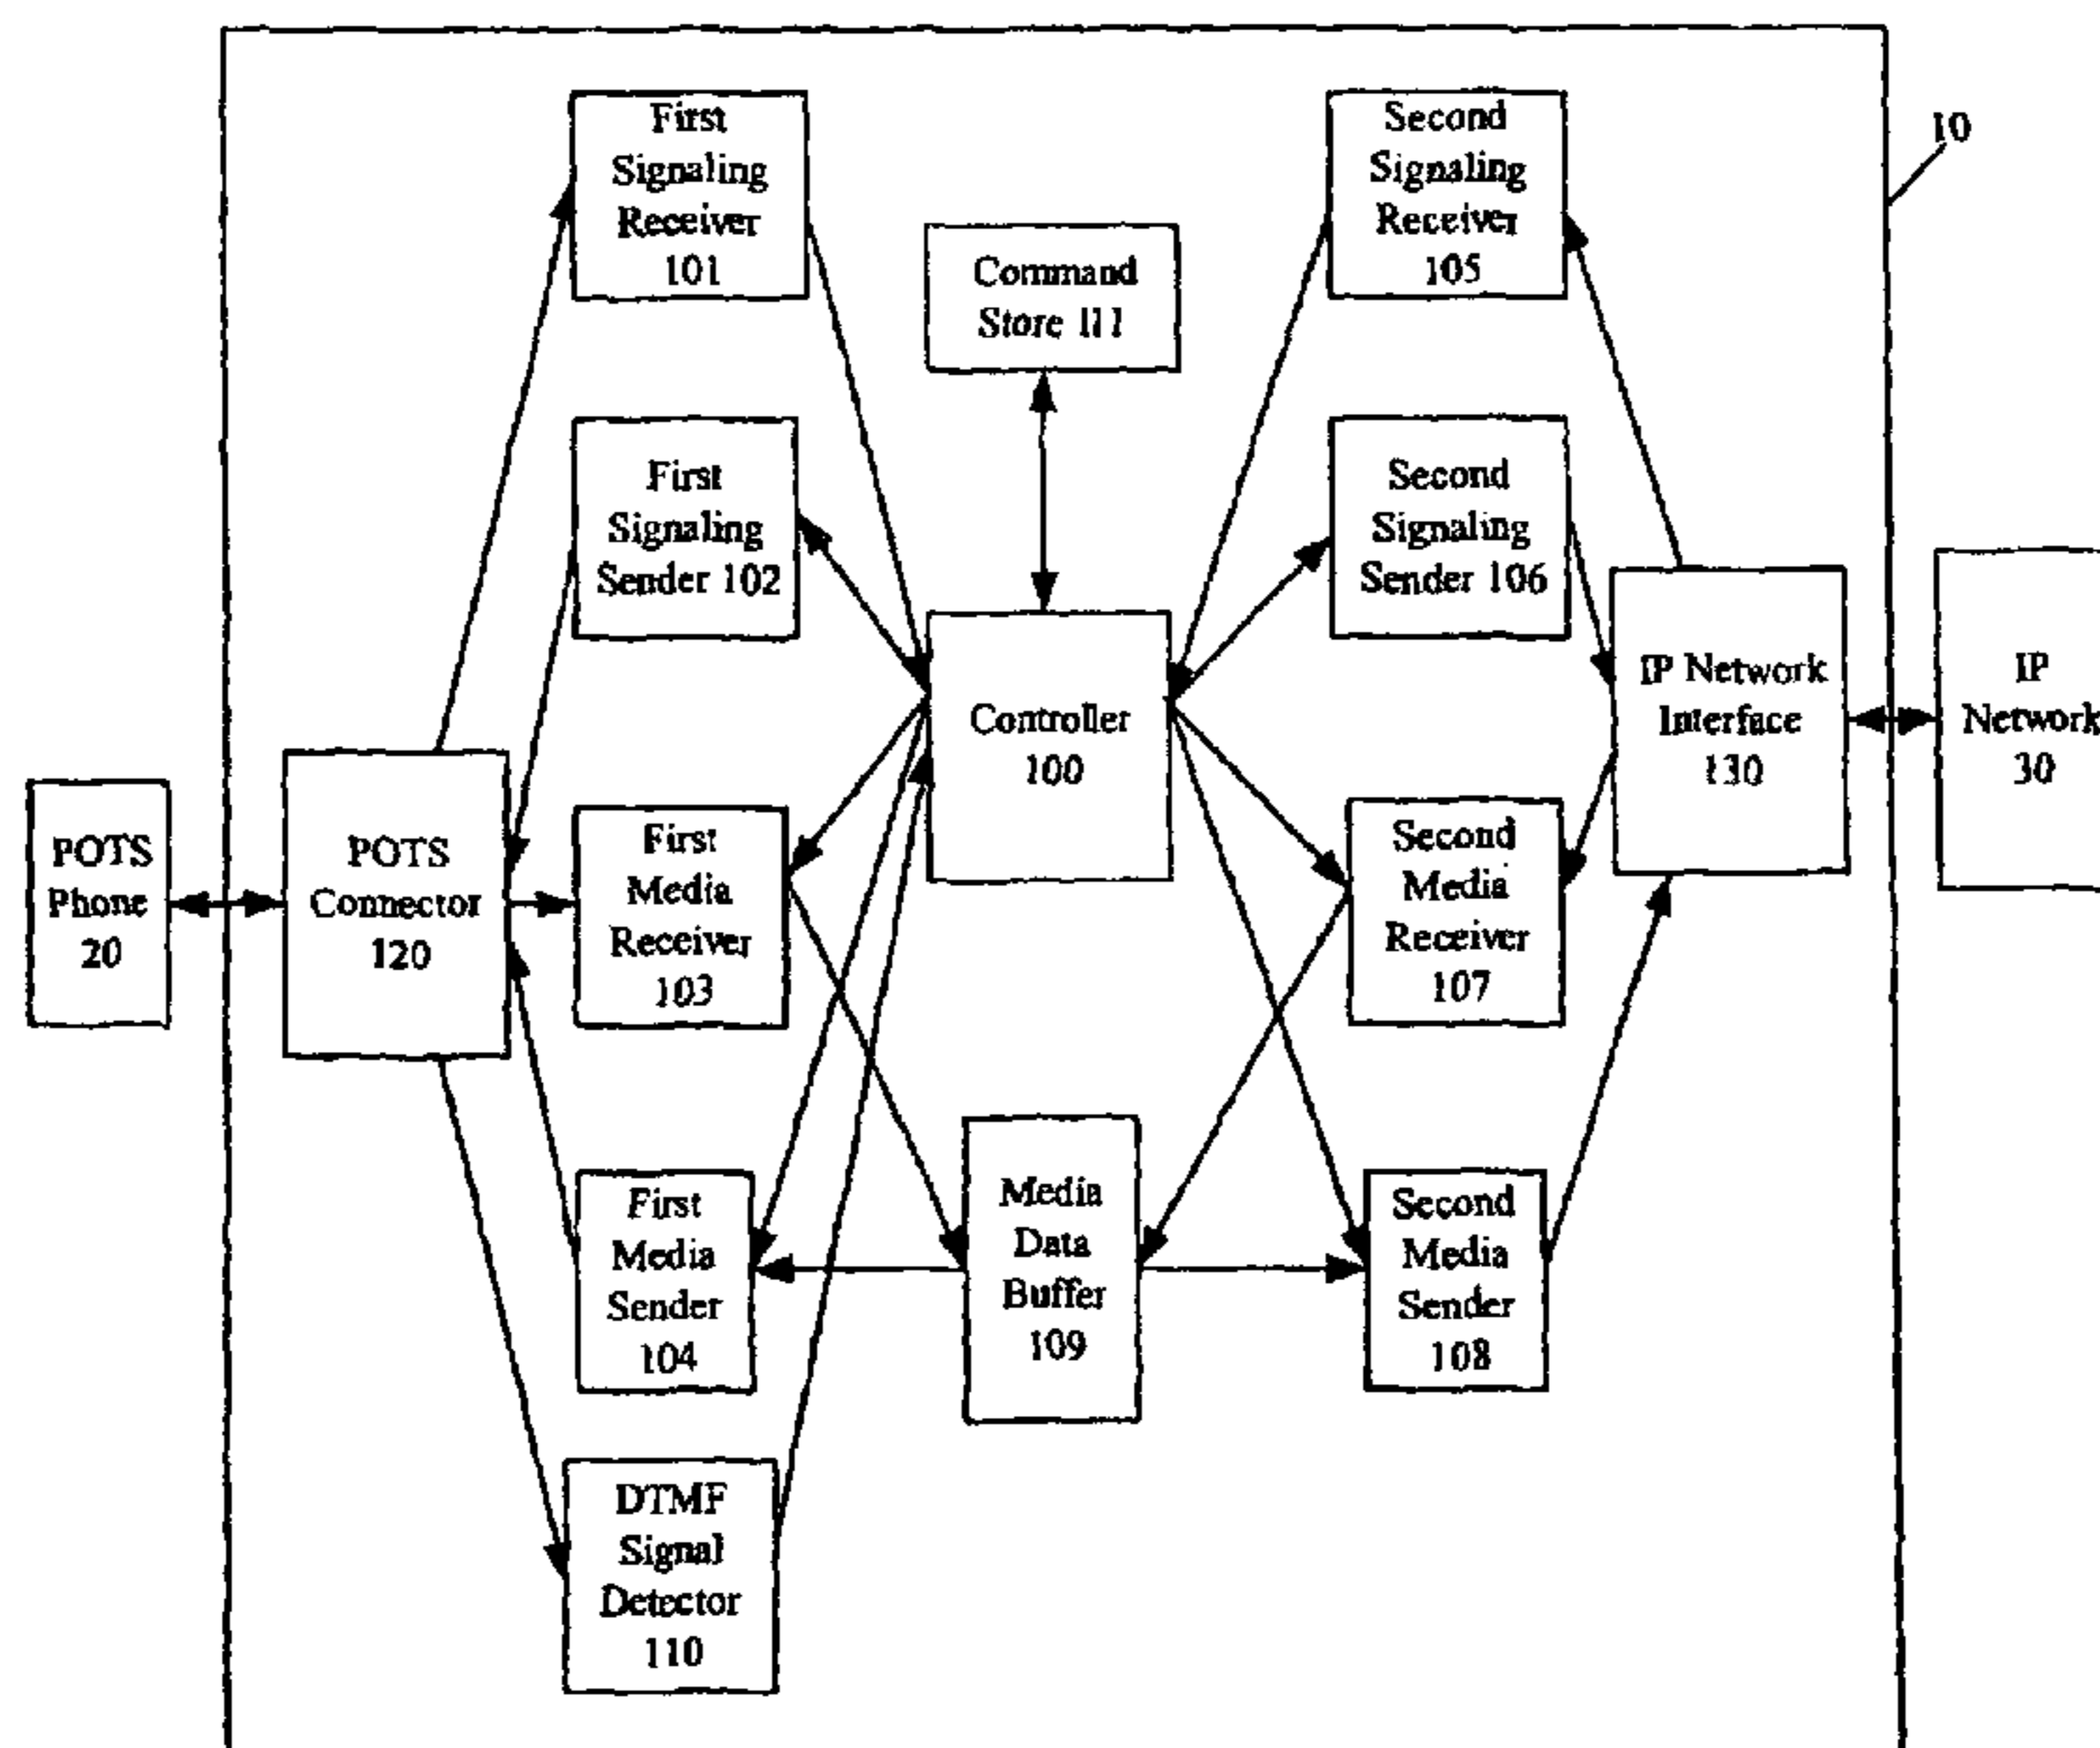 10
First
Signaling
Receiver
101
Second
Signaling
Receiver
105
Command
Store 111
First
Signaling
Sender 102
Second
Signaling
Sender 106
Controller
100
IP Network
Interface
130
IP
Network
30
POTS
Phone
20
POTS
Connector
120
First
Media
Receiver
103
Second
Media
Receiver
107
First
Media
Sender
104
Media
Data
Buffer
109
Second
Media
Sender
108
DTMF
Signal
Detector
110